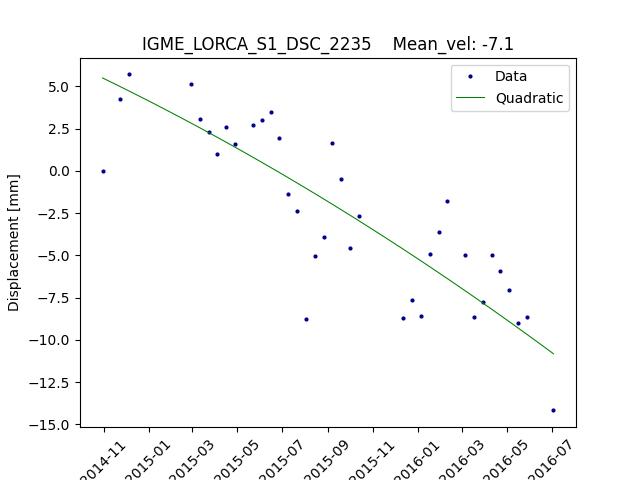 IGME_LORCA_S1_DSC_2235    Mean_vel: -7.1
Data
Quadratic
Displacement [mm]
5.0
2.5
0.0
−2.5
−5.0
−7.5
−10.0
−12.5
−15.0
2014-11 2015-01 2015-03 2015-05 2015-07 2015-09 2015-11 2016-01 2016-03 2016-05 2016-07